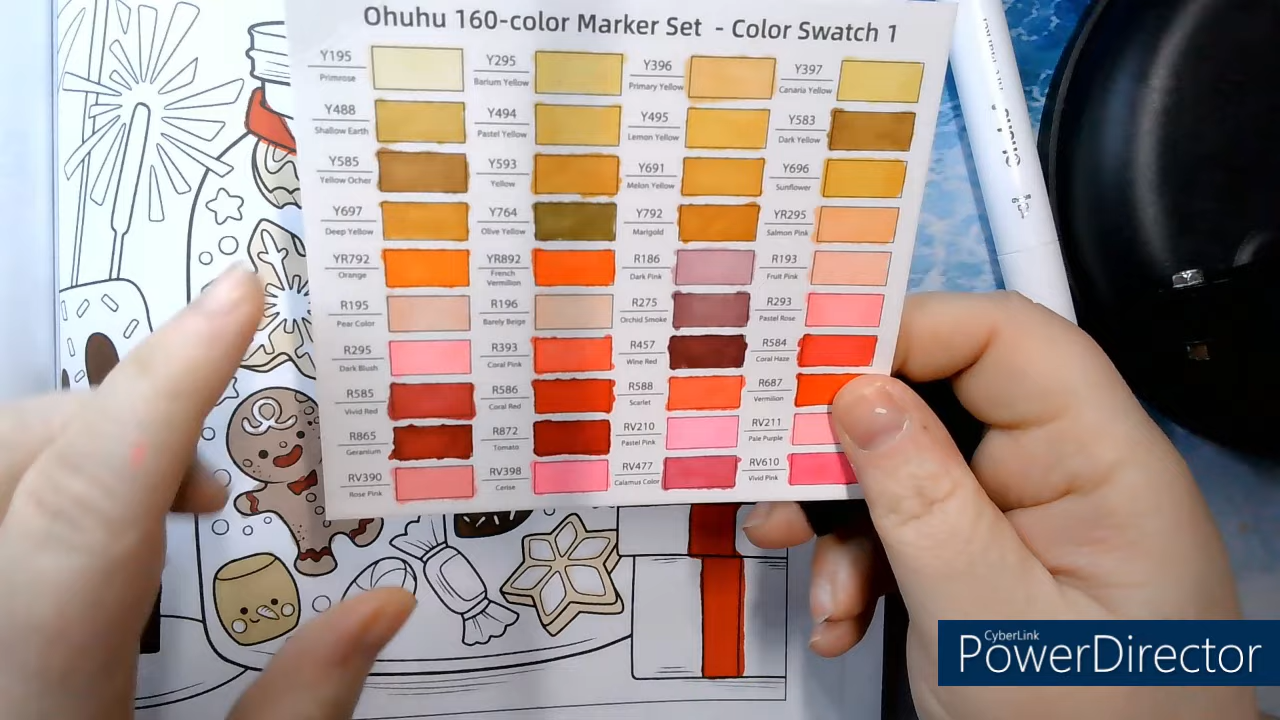 Ohuhu 160-color Marker Set - Color Swatch 1
Y195 Y295 Y396 Y397
Primrose Barium Yellow Primary Yellow Canaria Yellow
Y488 Y494 Y495 Y583
Shallow Earth Pastel Yellow Lemon Yellow Dark Yellow
Y585 Y593 Y691 Y696
Yellow Ocher Yellow Melon Yellow Sunflower
Y697 Y764 Y792 YR295
Deep Yellow Olive Yellow Marigold Salmon Pink
YR792 YR892 R186 R193
Orange French Vermilion Dark Pink Fruit Pink
R195 R196 R275 R293
Pear Color Barely Beige Orchid Smoke Pastel Rose
R295 R393 R457 R584
Dark Blush Coral Pink Wine Red Coral Haze
R585 R586 R588 R687
Vivid Red Coral Red Scarlet Vermilion
R865 R872 RV210 RV211
Geranium Tomato Pastel Pink Pale Purple
RV390 RV398 RV477 RV610
Rose Pink Cerise Calamus Color Vivid Pink
CyberLink
PowerDirector